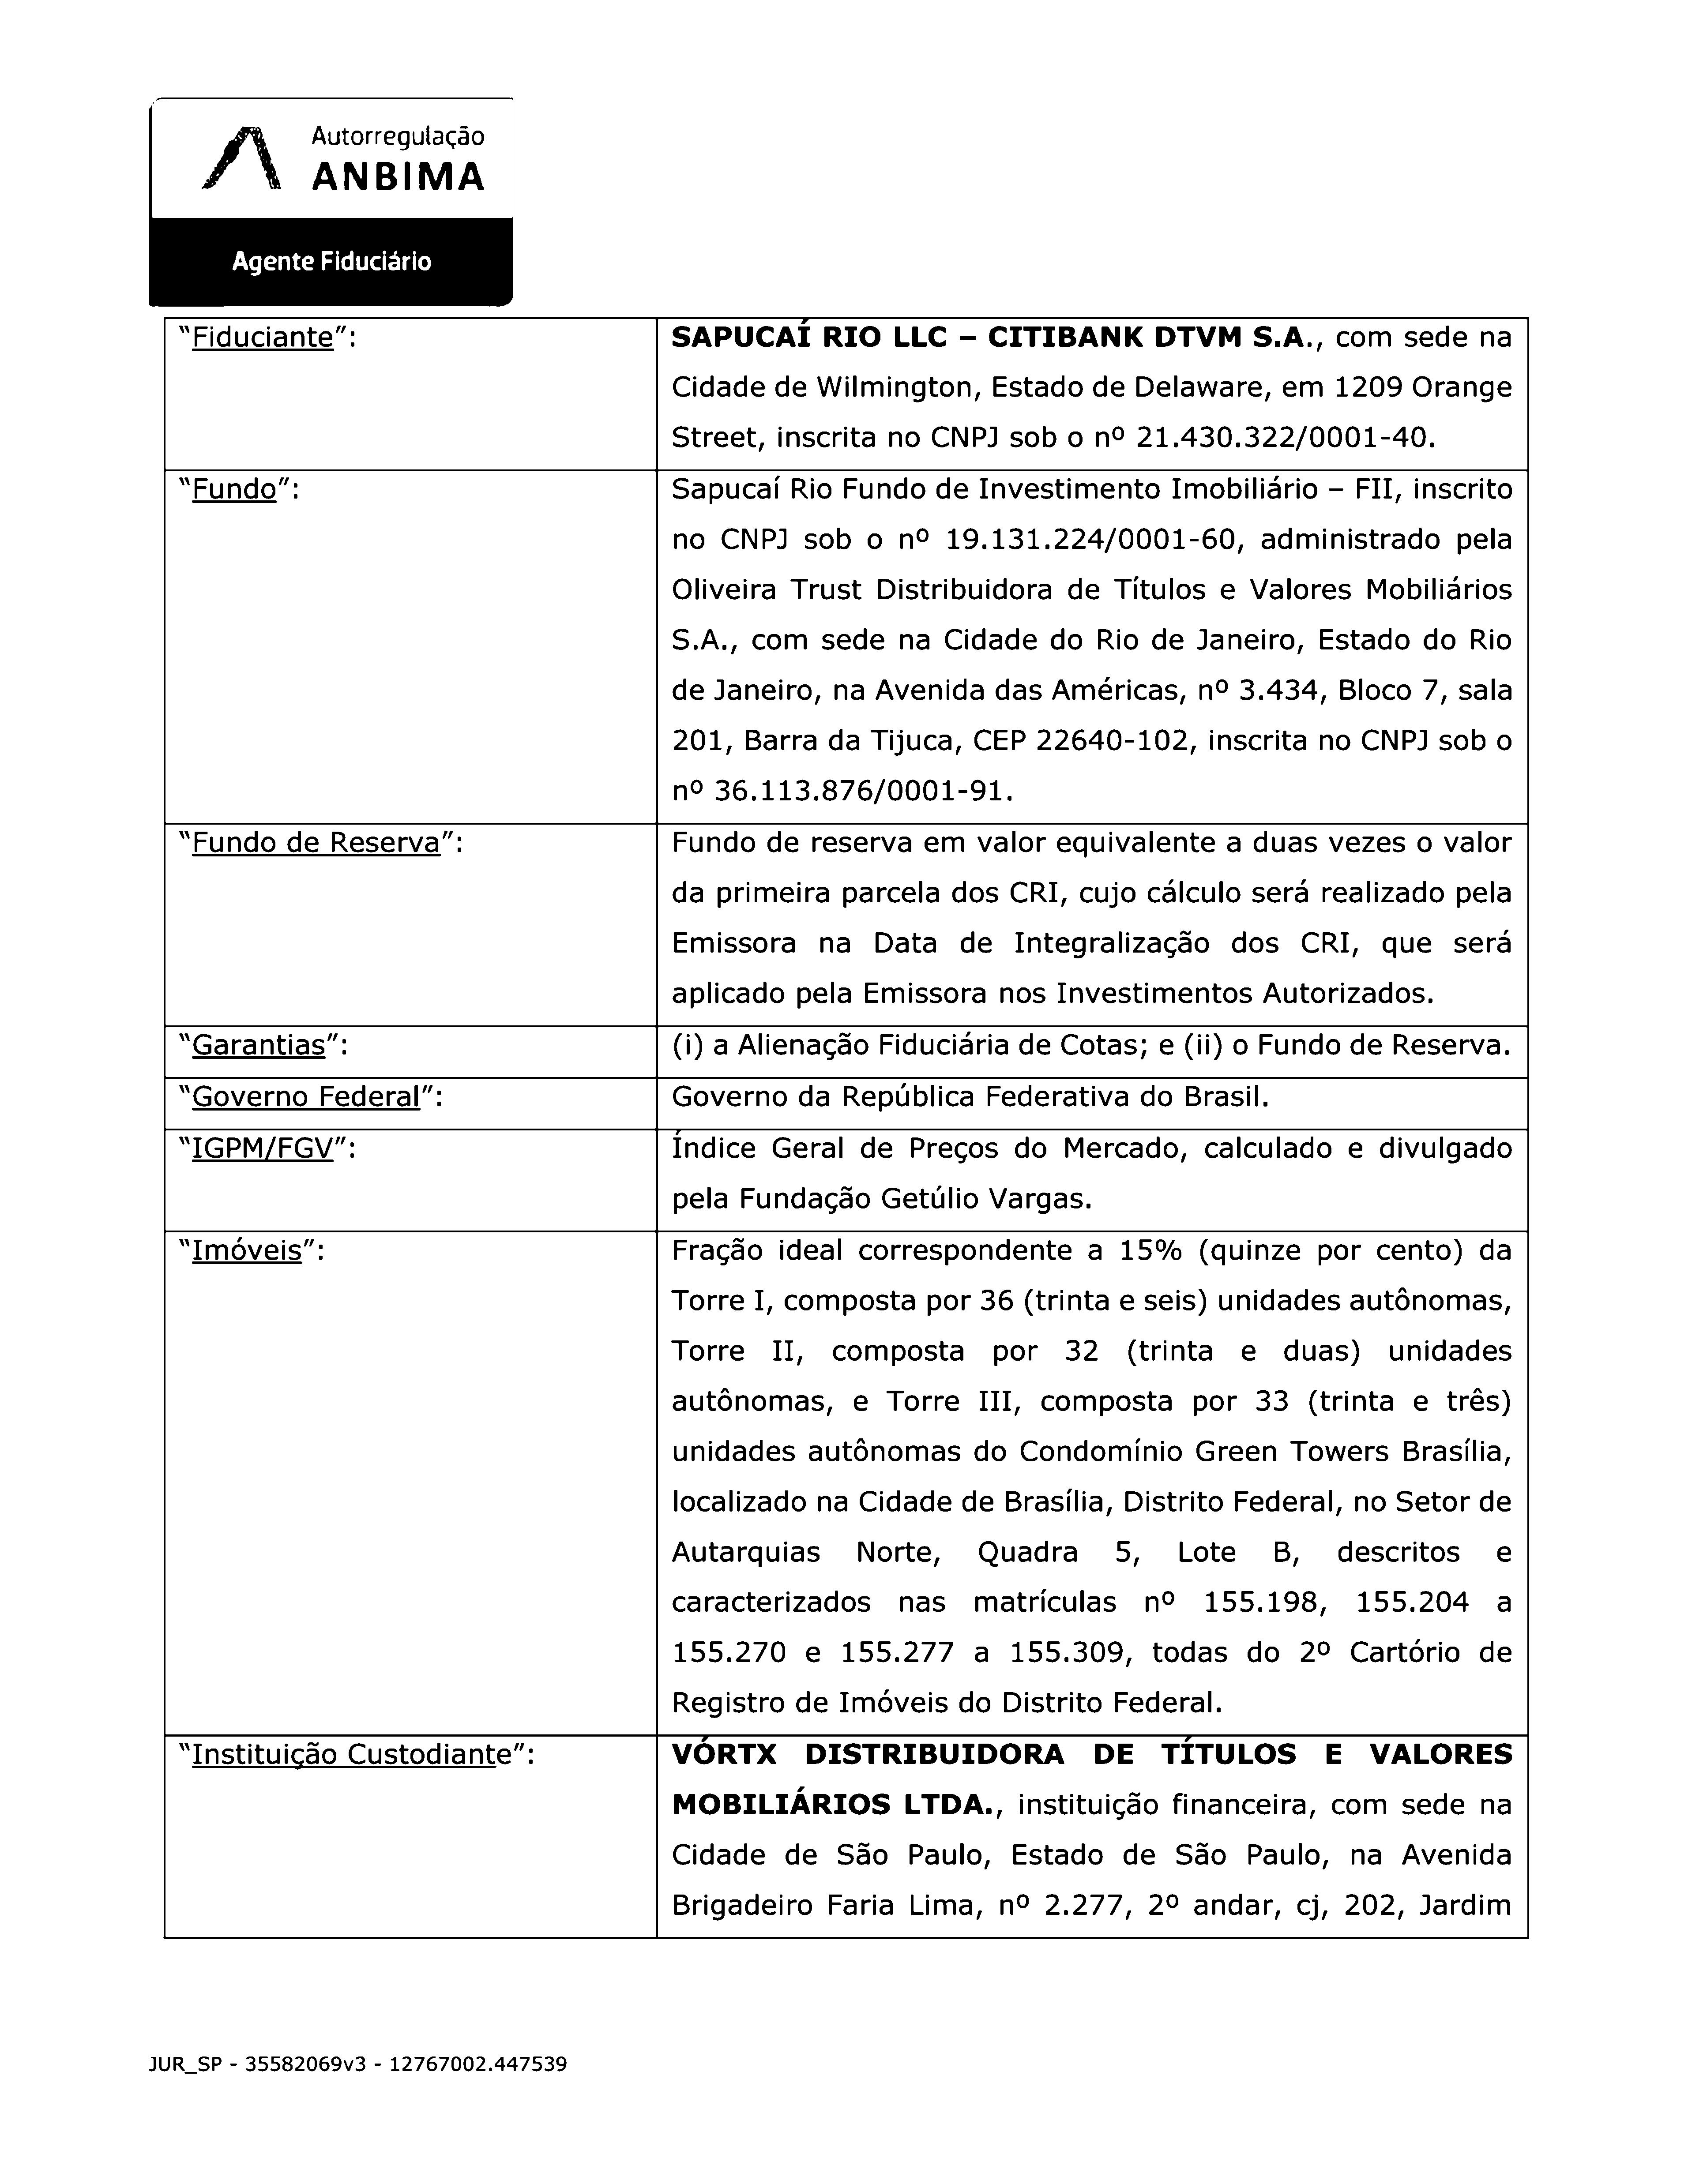 Autorregulação
ANBIMA
Agente Fiduciário
“Fiduciante”:
SAPUCAÍ RIO LLC – CITIBANK DTVM S.A., com sede na
Cidade de Wilmington, Estado de Delaware, em 1209 Orange
Street, inscrita no CNPJ sob o nº 21.430.322/0001-40.
“Fundo”:
Sapucaí Rio Fundo de Investimento Imobiliário – FII, inscrito
no CNPJ sob o nº 19.131.224/0001-60, administrado pela
Oliveira Trust Distribuidora de Títulos e Valores Mobiliários
S.A., com sede na Cidade do Rio de Janeiro, Estado do Rio
de Janeiro, na Avenida das Américas, nº 3.434, Bloco 7, sala
201, Barra da Tijuca, CEP 22640-102, inscrita no CNPJ sob o
nº 36.113.876/0001-91.
“Fundo de Reserva”:
Fundo de reserva em valor equivalente a duas vezes o valor
da primeira parcela dos CRI, cujo cálculo será realizado pela
Emissora na Data de Integralização dos CRI, que será
aplicado pela Emissora nos Investimentos Autorizados.
“Garantias”:
(i) a Alienação Fiduciária de Cotas; e (ii) o Fundo de Reserva.
“Governo Federal”:
Governo da República Federativa do Brasil.
“IGPM/FGV”:
Índice Geral de Preços do Mercado, calculado e divulgado
pela Fundação Getúlio Vargas.
“Imóveis”:
Fração ideal correspondente a 15% (quinze por cento) da
Torre I, composta por 36 (trinta e seis) unidades autônomas,
Torre II, composta por 32 (trinta e duas) unidades
autônomas, e Torre III, composta por 33 (trinta e três)
unidades autônomas do Condomínio Green Towers Brasília,
localizado na Cidade de Brasília, Distrito Federal, no Setor de
Autarquias Norte, Quadra 5, Lote B, descritos e
caracterizados nas matrículas nº 155.198, 155.204 a
155.270 e 155.277 a 155.309, todas do 2º Cartório de
Registro de Imóveis do Distrito Federal.
“Instituição Custodiante”:
VÓRTX DISTRIBUIDORA DE TÍTULOS E VALORES
MOBILIÁRIOS LTDA., instituição financeira, com sede na
Cidade de São Paulo, Estado de São Paulo, na Avenida
Brigadeiro Faria Lima, nº 2.277, 2º andar, cj, 202, Jardim
JUR_SP - 35582069v3 - 12767002.447539